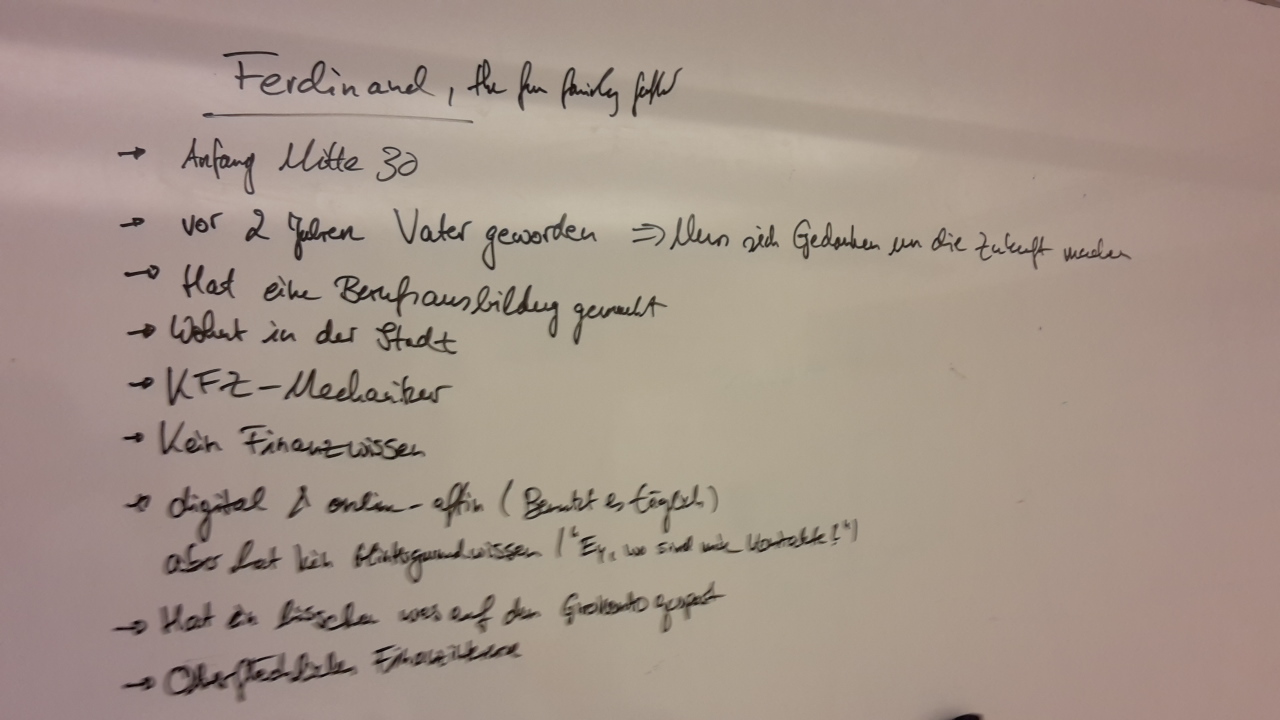 Ferdinand, the fun family
→ Anfang Mitte 30
→ vor 2 Jahren Vater geworden => Muss sich Gedanken um die Zukunft machen
→ Hat eine Berufsausbildung gemacht
→ Wohnt in der Stadt
→ KFZ-Mechaniker
→ Kein Finanzwissen
→ digital & online-affin (Benutzt es täglich)
aber hat kein Hintergrundwissen ("Ey, wo sind meine Kontakte?")
→ Hat ein bisschen was auf dem Girokonto gespart
→ Oberflächliches